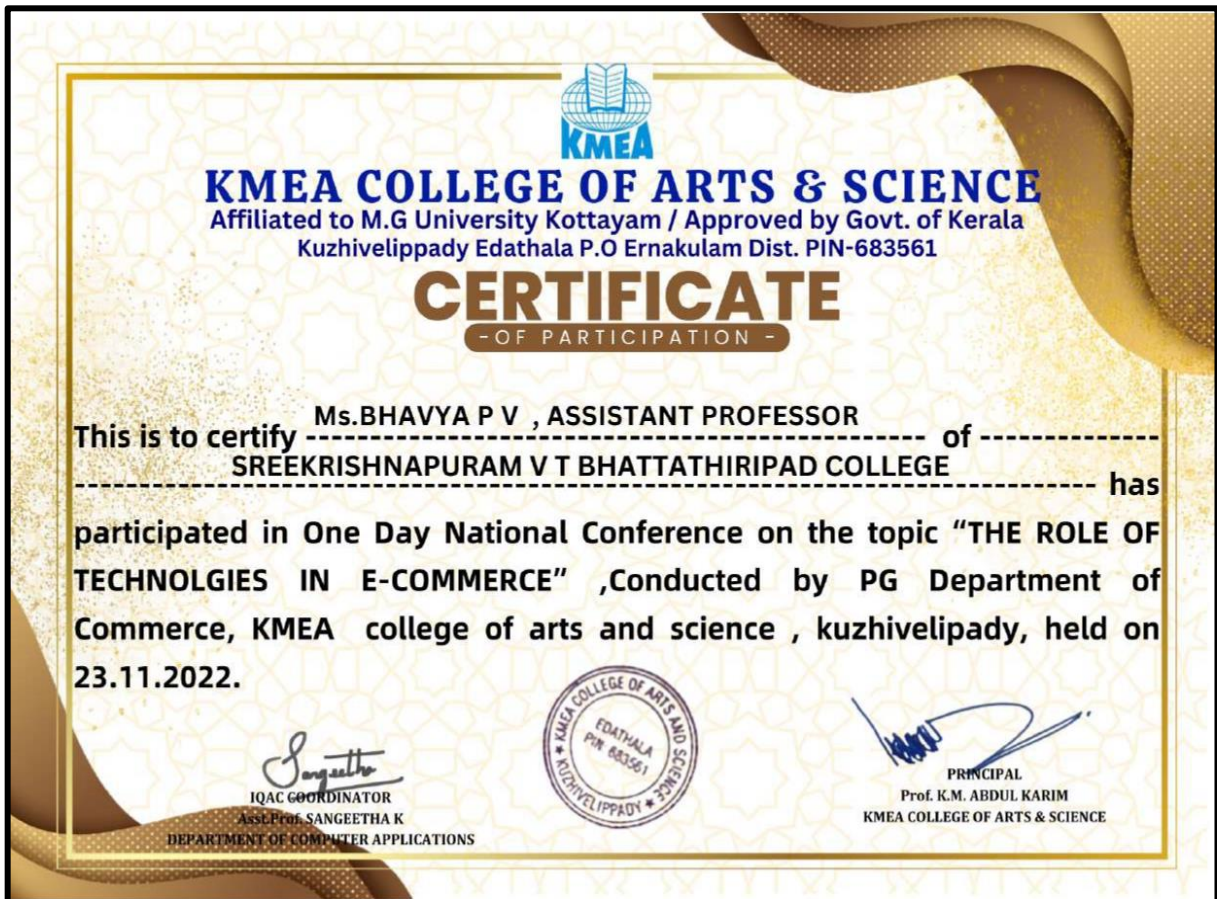 KMEA
KMEA COLLEGE OF ARTS & SCIENCE
Affiliated to M.G University Kottayam / Approved by Govt. of Kerala
Kuzhivelippady Edathala P.O Ernakulam Dist. PIN-683561
CERTIFICATE
- OF PARTICIPATION -
Ms.BHAVYA P V , ASSISTANT PROFESSOR
This is to certify ----------------------------------------------- of --------------
SREEKRISHNAPURAM V T BHATTATHIRIPAD COLLEGE
------------------------------------------------------------------------------ has
participated in One Day National Conference on the topic “THE ROLE OF
TECHNOLGIES IN E-COMMERCE” ,Conducted by PG Department of
Commerce, KMEA college of arts and science , kuzhivelipady, held on
23.11.2022.
Sangeetha
IQAC COORDINATOR
Asst.Prof. SANGEETHA K
DEPARTMENT OF COMPUTER APPLICATIONS
KMEA COLLEGE OF ARTS AND SCIENCE
★ KUZHIVELIPPADY ★
EDATHALA
PIN 683561
PRINCIPAL
Prof. K.M. ABDUL KARIM
KMEA COLLEGE OF ARTS & SCIENCE